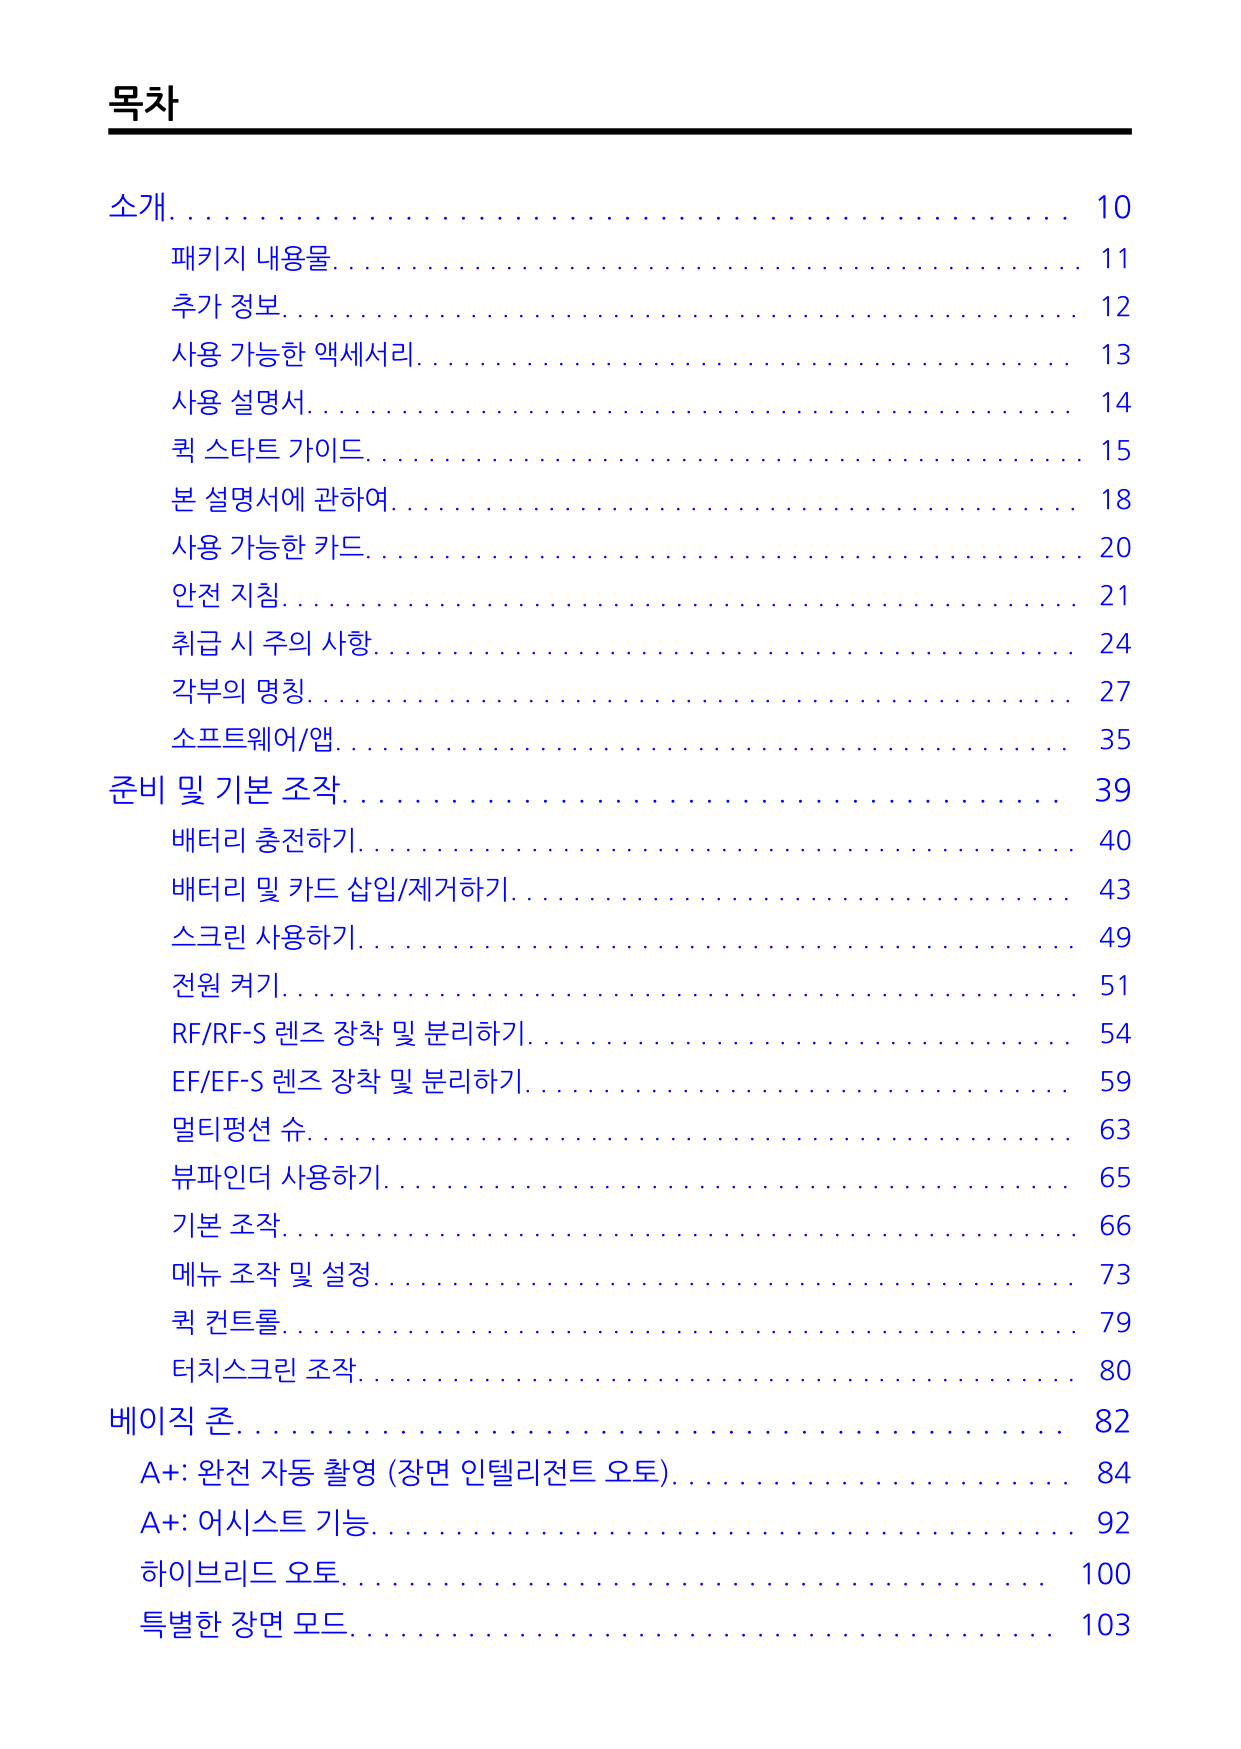 목차
소개. . . . . . . . . . . . . . . . . . . . . . . . . . . . . . . . . . . . . . . . . . . . . . . . . . 10
패키지 내용물. . . . . . . . . . . . . . . . . . . . . . . . . . . . . . . . . . . . . . . . . . . . . . . . 11
추가 정보. . . . . . . . . . . . . . . . . . . . . . . . . . . . . . . . . . . . . . . . . . . . . . . . . . . 12
사용 가능한 액세서리. . . . . . . . . . . . . . . . . . . . . . . . . . . . . . . . . . . . . . . . . . 13
사용 설명서. . . . . . . . . . . . . . . . . . . . . . . . . . . . . . . . . . . . . . . . . . . . . . . . . 14
퀵 스타트 가이드. . . . . . . . . . . . . . . . . . . . . . . . . . . . . . . . . . . . . . . . . . . . . . 15
본 설명서에 관하여. . . . . . . . . . . . . . . . . . . . . . . . . . . . . . . . . . . . . . . . . . . . 18
사용 가능한 카드. . . . . . . . . . . . . . . . . . . . . . . . . . . . . . . . . . . . . . . . . . . . . . 20
안전 지침. . . . . . . . . . . . . . . . . . . . . . . . . . . . . . . . . . . . . . . . . . . . . . . . . . . 21
취급 시 주의 사항. . . . . . . . . . . . . . . . . . . . . . . . . . . . . . . . . . . . . . . . . . . . . 24
각부의 명칭. . . . . . . . . . . . . . . . . . . . . . . . . . . . . . . . . . . . . . . . . . . . . . . . . 27
소프트웨어/앱. . . . . . . . . . . . . . . . . . . . . . . . . . . . . . . . . . . . . . . . . . . . . . . 35
준비 및 기본 조작. . . . . . . . . . . . . . . . . . . . . . . . . . . . . . . . . . . . . . . . 39
배터리 충전하기. . . . . . . . . . . . . . . . . . . . . . . . . . . . . . . . . . . . . . . . . . . . . . 40
배터리 및 카드 삽입/제거하기. . . . . . . . . . . . . . . . . . . . . . . . . . . . . . . . . . . . 43
스크린 사용하기. . . . . . . . . . . . . . . . . . . . . . . . . . . . . . . . . . . . . . . . . . . . . . 49
전원 켜기. . . . . . . . . . . . . . . . . . . . . . . . . . . . . . . . . . . . . . . . . . . . . . . . . . . 51
RF/RF-S 렌즈 장착 및 분리하기. . . . . . . . . . . . . . . . . . . . . . . . . . . . . . . . . . . 54
EF/EF-S 렌즈 장착 및 분리하기. . . . . . . . . . . . . . . . . . . . . . . . . . . . . . . . . . . 59
멀티펑션 슈. . . . . . . . . . . . . . . . . . . . . . . . . . . . . . . . . . . . . . . . . . . . . . . . . 63
뷰파인더 사용하기. . . . . . . . . . . . . . . . . . . . . . . . . . . . . . . . . . . . . . . . . . . . 65
기본 조작. . . . . . . . . . . . . . . . . . . . . . . . . . . . . . . . . . . . . . . . . . . . . . . . . . . 66
메뉴 조작 및 설정. . . . . . . . . . . . . . . . . . . . . . . . . . . . . . . . . . . . . . . . . . . . . 73
퀵 컨트롤. . . . . . . . . . . . . . . . . . . . . . . . . . . . . . . . . . . . . . . . . . . . . . . . . . . 79
터치스크린 조작. . . . . . . . . . . . . . . . . . . . . . . . . . . . . . . . . . . . . . . . . . . . . . 80
베이직 존. . . . . . . . . . . . . . . . . . . . . . . . . . . . . . . . . . . . . . . . . . . . . . 82
A+: 완전 자동 촬영 (장면 인텔리전트 오토). . . . . . . . . . . . . . . . . . . . . . . . 84
A+: 어시스트 기능. . . . . . . . . . . . . . . . . . . . . . . . . . . . . . . . . . . . . . . . . . 92
하이브리드 오토. . . . . . . . . . . . . . . . . . . . . . . . . . . . . . . . . . . . . . . . . . 100
특별한 장면 모드. . . . . . . . . . . . . . . . . . . . . . . . . . . . . . . . . . . . . . . . . . 103